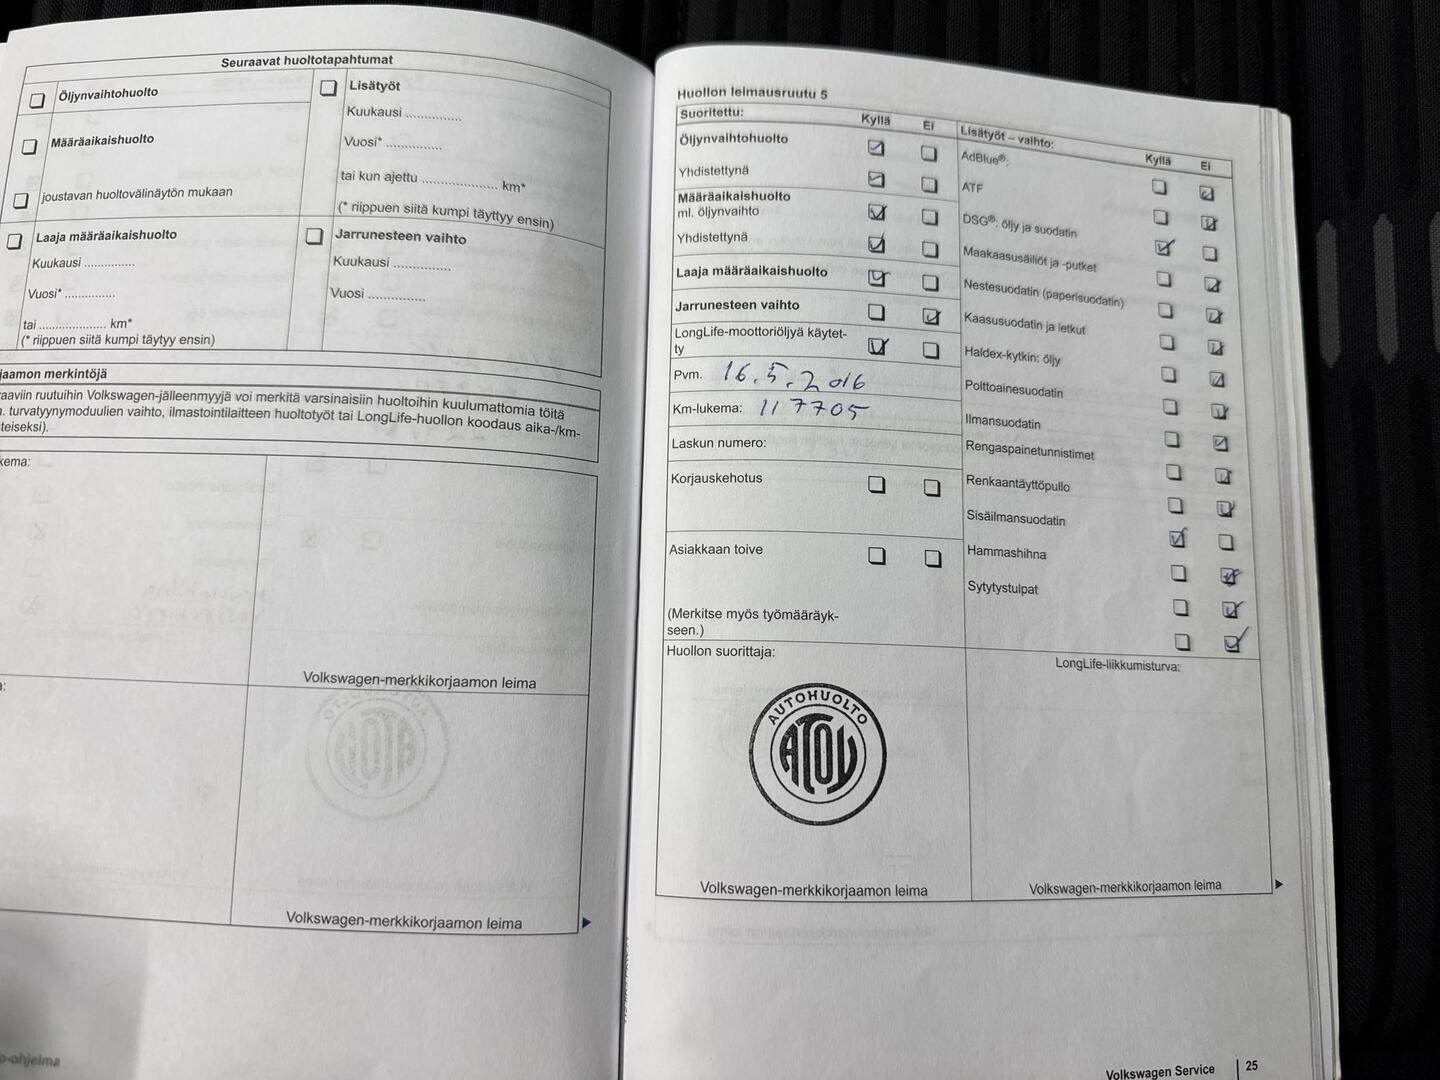 Seuraavat huoltotapahtumat
Öljynvaihtohuolto
Määräaikaishuolto
joustavan huoltovälinäytön mukaan
Laaja määräaikaishuolto
Kuukausi ..............
Vuosi* ..............
tai .................... km*
(* riippuen siitä kumpi täytyy ensin)
Lisätyöt
Kuukausi ...............
Vuosi* ...............
tai kun ajettu .................... km*
(* riippuen siitä kumpi täyttyy ensin)
Jarrunesteen vaihto
Kuukausi ...............
Vuosi ...............
jaamon merkintöjä
raaviin ruutuihin Volkswagen-jälleenmyyjä voi merkitä varsinaisiin huoltoihin kuulumattomia töitä
n. turvatyynymoduulien vaihto, ilmastointilaitteen huoltotyöt tai LongLife-huollon koodaus aika-/km-
teiseksi).
kema:
Volkswagen-merkkikorjaamon leima
a:
Volkswagen-merkkikorjaamon leima
o-ohjelma
Huollon leimausruutu 5
Suoritettu: Kyllä Ei
Öljynvaihtohuolto
Yhdistettynä
Määräaikaishuolto
ml. öljynvaihto
Yhdistettynä
Laaja määräaikaishuolto
Jarrunesteen vaihto
LongLife-moottoriöljyä käytet-
ty
Pvm. 16.5.2016
Km-lukema: 117705
Laskun numero:
Korjauskehotus
Asiakkaan toive
(Merkitse myös työmääräyk-
seen.)
Huollon suorittaja:
AUTOHUOLTO
ATOV
Volkswagen-merkkikorjaamon leima
Lisätyöt – vaihto: Kyllä Ei
AdBlue®:
ATF
DSG®: öljy ja suodatin
Maakaasusäiliöt ja -putket
Nestesuodatin (paperisuodatin)
Kaasusuodatin ja letkut
Haldex-kytkin: öljy
Polttoainesuodatin
Ilmansuodatin
Rengaspainetunnistimet
Renkaantäyttöpullo
Sisäilmansuodatin
Hammashihna
Sytytystulpat
LongLife-liikkumisturva:
Volkswagen-merkkikorjaamon leima
Volkswagen Service 25